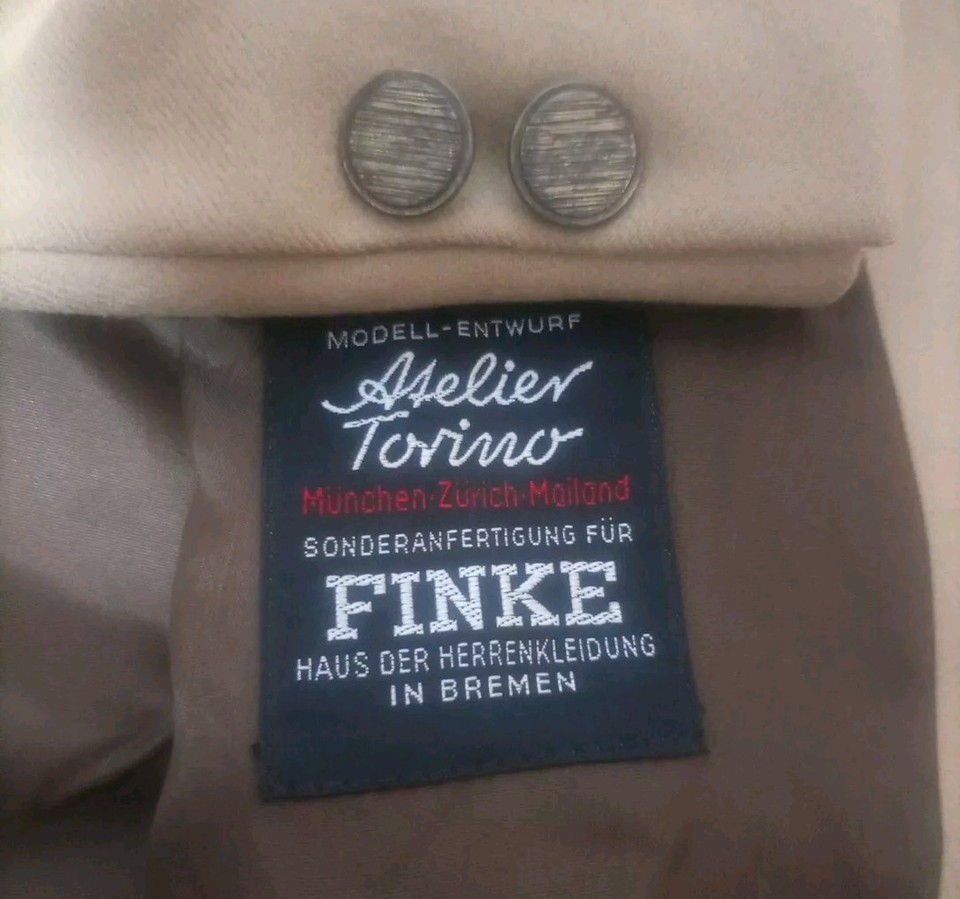 MODELL-ENTWURF
Atelier
Torino
München·Zürich·Mailand
SONDERANFERTIGUNG FÜR
FINKE
HAUS DER HERRENKLEIDUNG
IN BREMEN